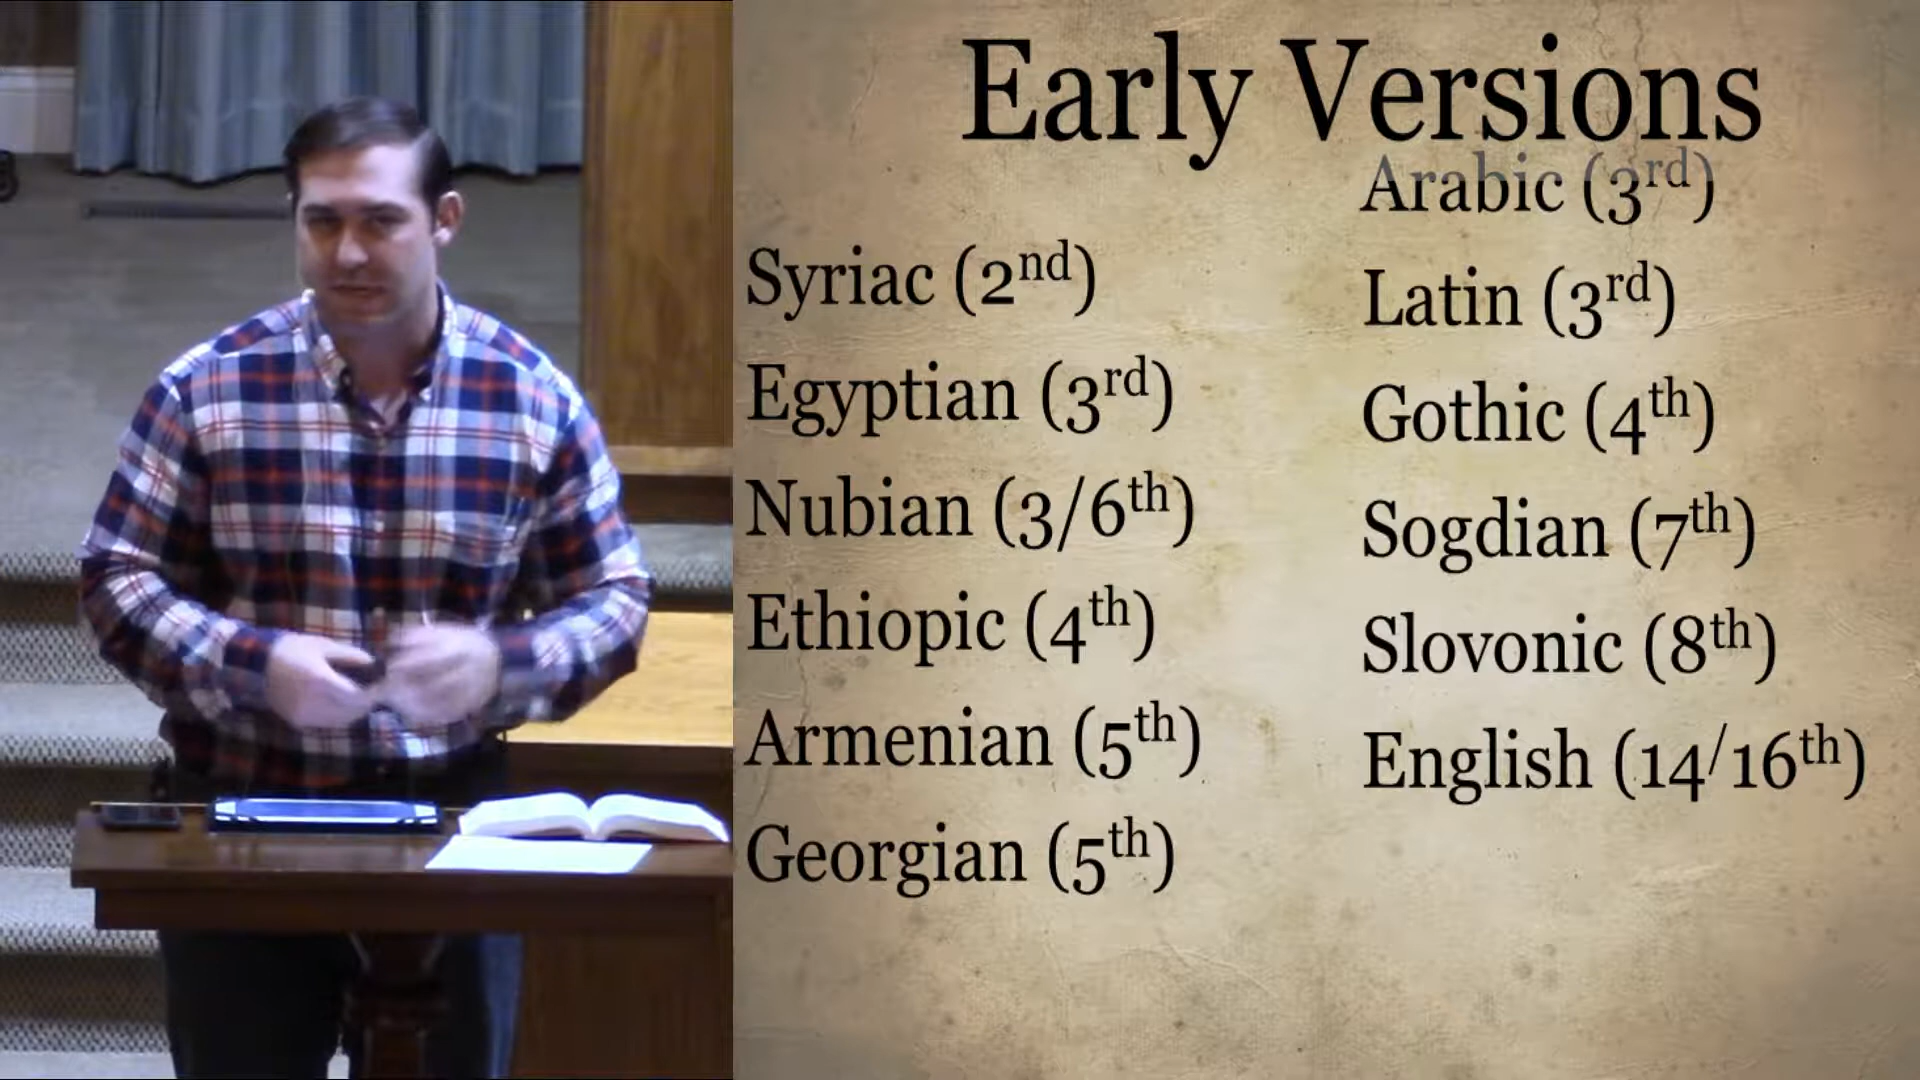 Early Versions
Syriac (2nd)
Egyptian (3rd)
Nubian (3/6th)
Ethiopic (4th)
Armenian (5th)
Georgian (5th)
Arabic (3rd)
Latin (3rd)
Gothic (4th)
Sogdian (7th)
Slovonic (8th)
English (14/16th)